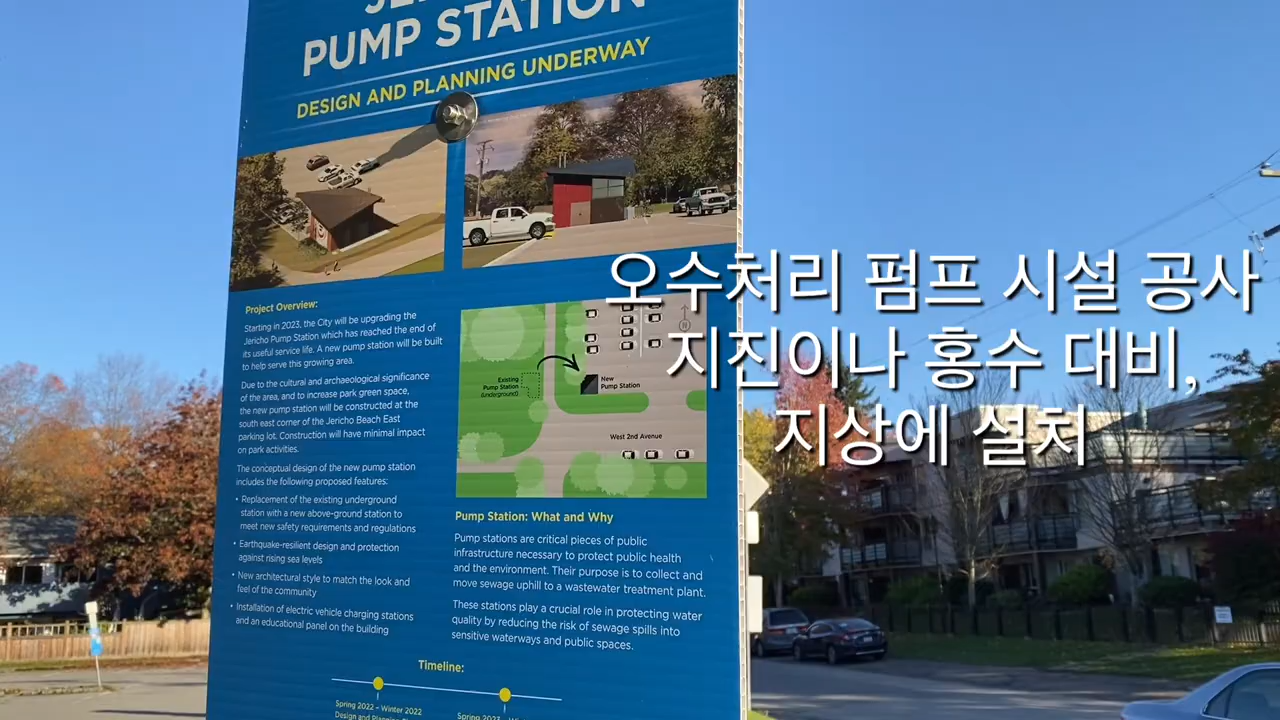 PUMP STATION
DESIGN AND PLANNING UNDERWAY
Project Overview:
Starting in 2023, the City will be upgrading the
Jericho Pump Station which has reached the end of
its useful service life. A new pump station will be built
to help serve this growing area.
Due to the cultural and archaeological significance
of the area, and to increase park green space,
the new pump station will be constructed at the
south east corner of the Jericho Beach East
parking lot. Construction will have minimal impact
on park activities.
The conceptual design of the new pump station
includes the following proposed features:
• Replacement of the existing underground
station with a new above-ground station to
meet new safety requirements and regulations
• Earthquake-resilient design and protection
against rising sea levels
• New architectural style to match the look and
feel of the community
• Installation of electric vehicle charging stations
and an educational panel on the building
N
Existing
Pump Station
(underground)
New
Pump Station
West 2nd Avenue
Pump Station: What and Why
Pump stations are critical pieces of public
infrastructure necessary to protect public health
and the environment. Their purpose is to collect and
move sewage uphill to a wastewater treatment plant.
These stations play a crucial role in protecting water
quality by reducing the risk of sewage spills into
sensitive waterways and public spaces.
Timeline:
Spring 2022 – Winter 2022
Design and
Spring 2023
오수처리 펌프 시설 공사
지진이나 홍수 대비,
지상에 설치